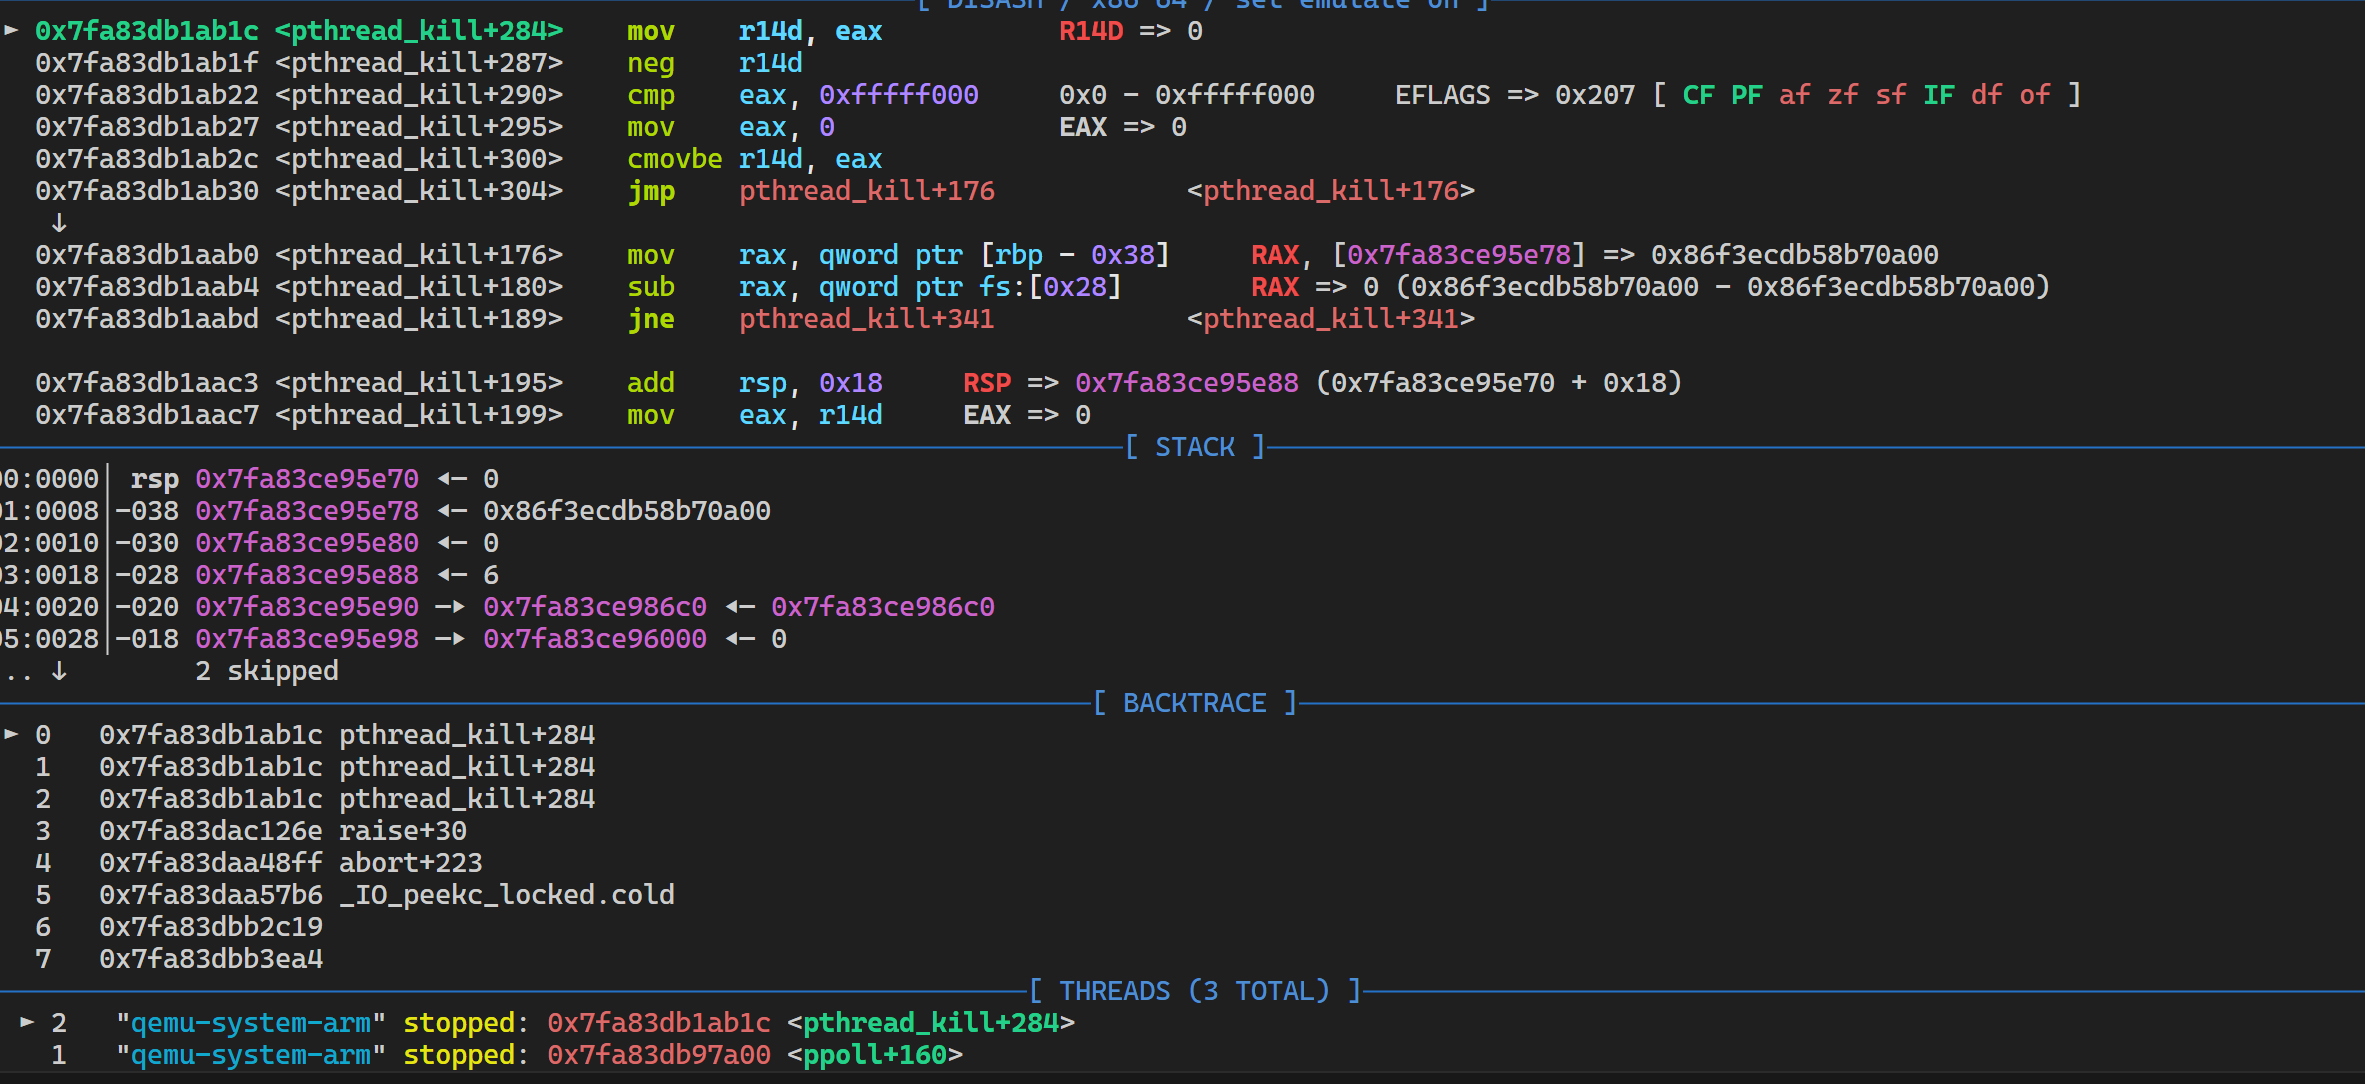 [ DISASM / x86-64 / set emulate on ]
► 0x7fa83db1ab1c <pthread_kill+284>    mov    r14d, eax           R14D => 0
0x7fa83db1ab1f <pthread_kill+287>    neg    r14d
0x7fa83db1ab22 <pthread_kill+290>    cmp    eax, 0xfffff000     0x0 - 0xfffff000     EFLAGS => 0x207 [ CF PF af zf sf IF df of ]
0x7fa83db1ab27 <pthread_kill+295>    mov    eax, 0              EAX => 0
0x7fa83db1ab2c <pthread_kill+300>    cmovbe r14d, eax
0x7fa83db1ab30 <pthread_kill+304>    jmp    pthread_kill+176            <pthread_kill+176>
↓
0x7fa83db1aab0 <pthread_kill+176>    mov    rax, qword ptr [rbp - 0x38]     RAX, [0x7fa83ce95e78] => 0x86f3ecdb58b70a00
0x7fa83db1aab4 <pthread_kill+180>    sub    rax, qword ptr fs:[0x28]        RAX => 0 (0x86f3ecdb58b70a00 - 0x86f3ecdb58b70a00)
0x7fa83db1aabd <pthread_kill+189>    jne    pthread_kill+341            <pthread_kill+341>
0x7fa83db1aac3 <pthread_kill+195>    add    rsp, 0x18     RSP => 0x7fa83ce95e88 (0x7fa83ce95e70 + 0x18)
0x7fa83db1aac7 <pthread_kill+199>    mov    eax, r14d     EAX => 0
[ STACK ]
00:0000│ rsp 0x7fa83ce95e70 ◄— 0
01:0008│-038 0x7fa83ce95e78 ◄— 0x86f3ecdb58b70a00
02:0010│-030 0x7fa83ce95e80 ◄— 0
03:0018│-028 0x7fa83ce95e88 ◄— 6
04:0020│-020 0x7fa83ce95e90 —► 0x7fa83ce986c0 ◄— 0x7fa83ce986c0
05:0028│-018 0x7fa83ce95e98 —► 0x7fa83ce96000 ◄— 0
... ↓        2 skipped
[ BACKTRACE ]
► 0   0x7fa83db1ab1c pthread_kill+284
1   0x7fa83db1ab1c pthread_kill+284
2   0x7fa83db1ab1c pthread_kill+284
3   0x7fa83dac126e raise+30
4   0x7fa83daa48ff abort+223
5   0x7fa83daa57b6 _IO_peekc_locked.cold
6   0x7fa83dbb2c19
7   0x7fa83dbb3ea4
[ THREADS (3 TOTAL) ]
► 2   "qemu-system-arm" stopped: 0x7fa83db1ab1c <pthread_kill+284>
1   "qemu-system-arm" stopped: 0x7fa83db97a00 <ppoll+160>